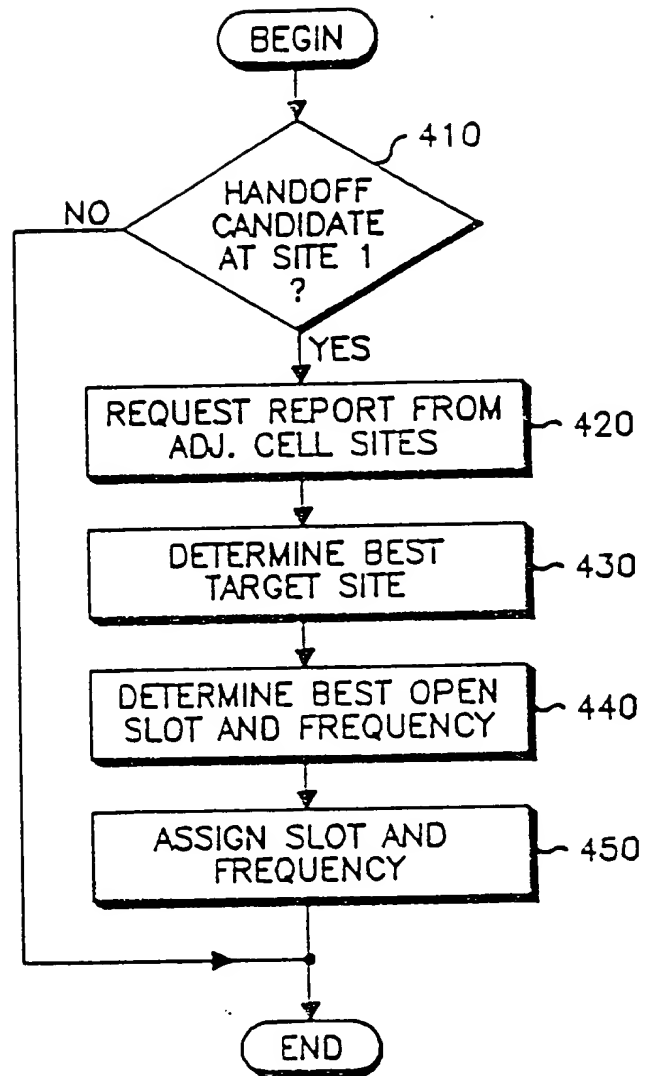 BEGIN
410
HANDOFF
CANDIDATE
AT SITE 1
?
NO
YES
REQUEST REPORT FROM
ADJ. CELL SITES
420
DETERMINE BEST
TARGET SITE
430
DETERMINE BEST OPEN
SLOT AND FREQUENCY
440
ASSIGN SLOT AND
FREQUENCY
450
END